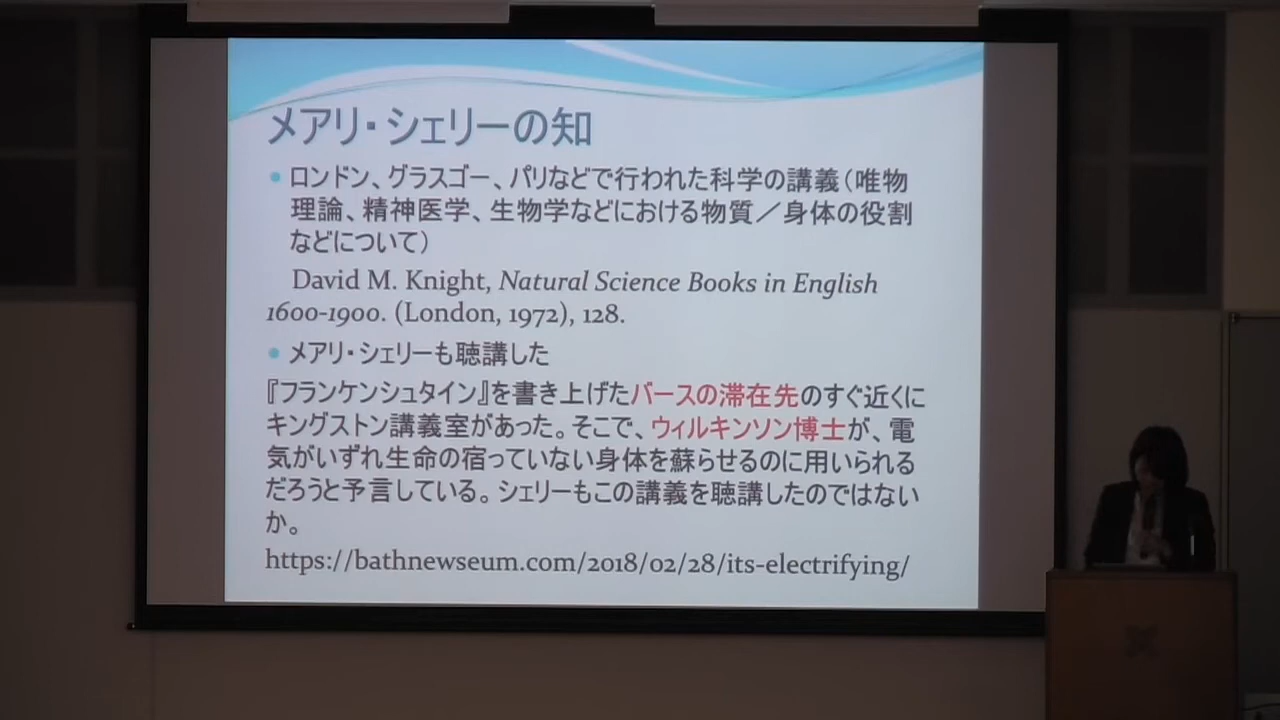 メアリ・シェリーの知
• ロンドン、グラスゴー、パリなどで行われた科学の講義（唯物
理論、精神医学、生物学などにおける物質／身体の役割
などについて）
David M. Knight, Natural Science Books in English
1600-1900. (London, 1972), 128.
• メアリ・シェリーも聴講した
『フランケンシュタイン』を書き上げたバースの滞在先のすぐ近くに
キングストン講義室があった。そこで、ウィルキンソン博士が、電
気がいずれ生命の宿っていない身体を蘇らせるのに用いられる
だろうと予言している。シェリーもこの講義を聴講したのではない
か。
https://bathnewseum.com/2018/02/28/its-electrifying/